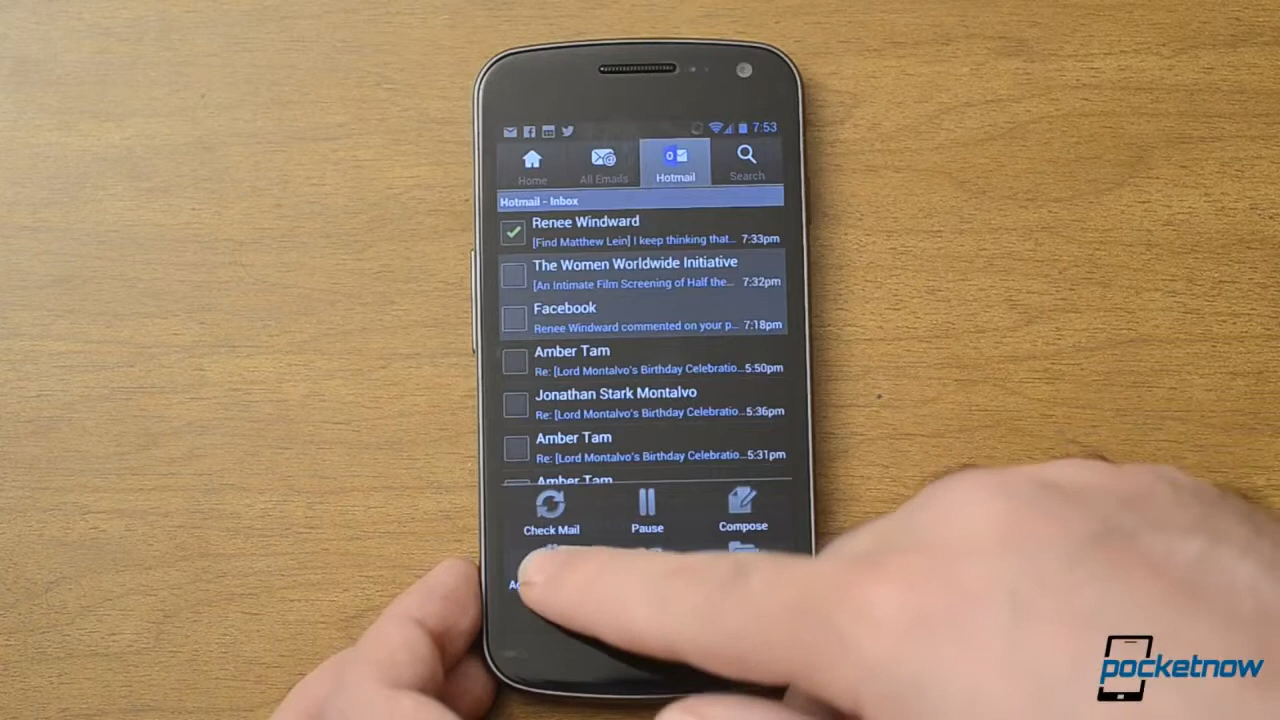 7:53
Home
All Emails
Hotmail
Search
Hotmail - Inbox
Renee Windward
[Find Matthew Lein] I keep thinking that... 7:33pm
The Women Worldwide Initiative
[An Intimate Film Screening of Half the... 7:32pm
Facebook
Renee Windward commented on your p... 7:18pm
Amber Tam
Re: [Lord Montalvo's Birthday Celebratio... 5:50pm
Jonathan Stark Montalvo
Re: [Lord Montalvo's Birthday Celebratio... 5:36pm
Amber Tam
Re: [Lord Montalvo's Birthday Celebratio... 5:31pm
Amber Tam
Check Mail
Pause
Compose
pocketnow